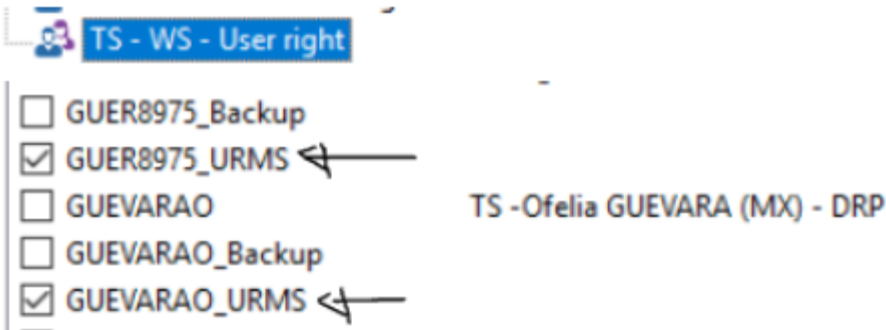 TS - WS - User right
GUER8975_Backup
GUER8975_URMS
GUEVARAO TS -Ofelia GUEVARA (MX) - DRP
GUEVARAO_Backup
GUEVARAO_URMS